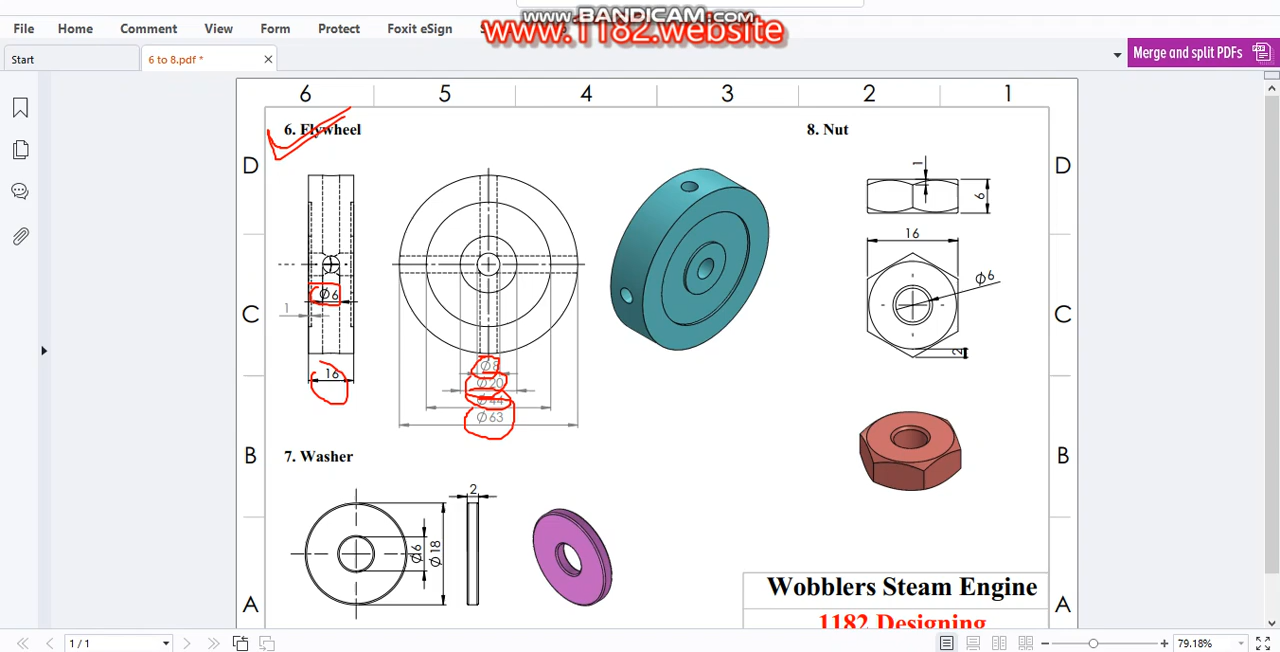 www.BANDICAM.com
File Home Comment View Form Protect Foxit eSign
www.1182.website
Start
6 to 8.pdf *
Merge and split PDFs
6 5 4 3 2 1
6. Flywheel
8. Nut
D
D
1
6
16
Ø6
Ø6
1
C
C
2
16
Ø8
Ø20
Ø44
Ø63
B
7. Washer
B
2
Ø6
Ø18
Wobblers Steam Engine
A
A
1182 Designing
1 / 1
79.18%